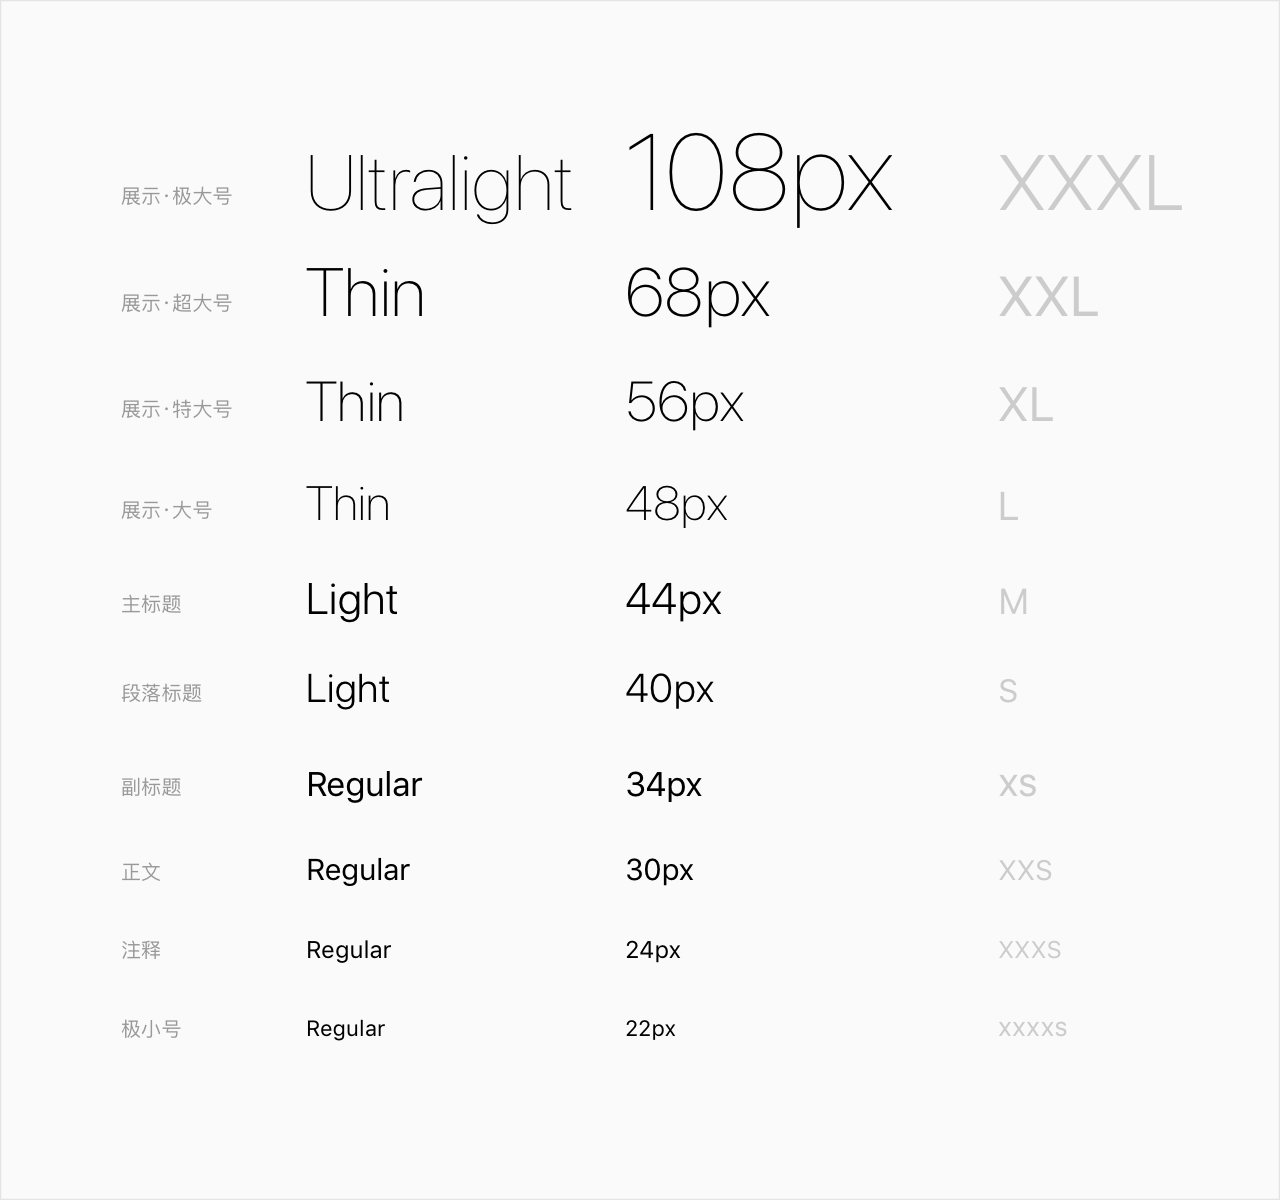 展示·极大号 Ultralight 108px XXXL
展示·超大号 Thin 68px XXL
展示·特大号 Thin 56px XL
展示·大号 Thin 48px L
主标题 Light 44px M
段落标题 Light 40px S
副标题 Regular 34px XS
正文 Regular 30px XXS
注释 Regular 24px XXXS
极小号 Regular 22px XXXXS